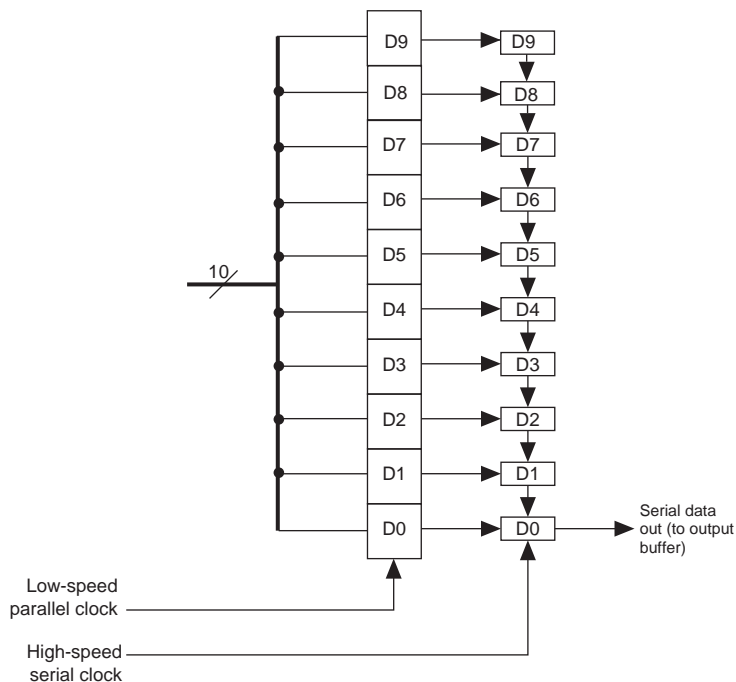 D9 D9
D8 D8
D7 D7
D6 D6
10
D5 D5
D4 D4
D3 D3
D2 D2
D1 D1
D0 D0
Serial data
out (to output
buffer)
Low-speed
parallel clock
High-speed
serial clock